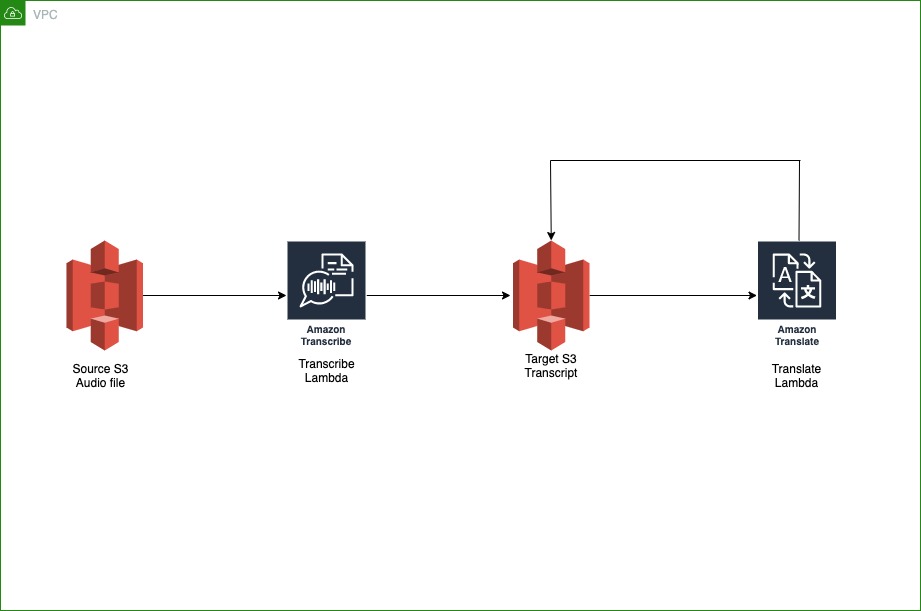 VPC
Source S3
Audio file
Amazon
Transcribe
Transcribe
Lambda
Target S3
Transcript
A
文
Amazon
Translate
Translate
Lambda